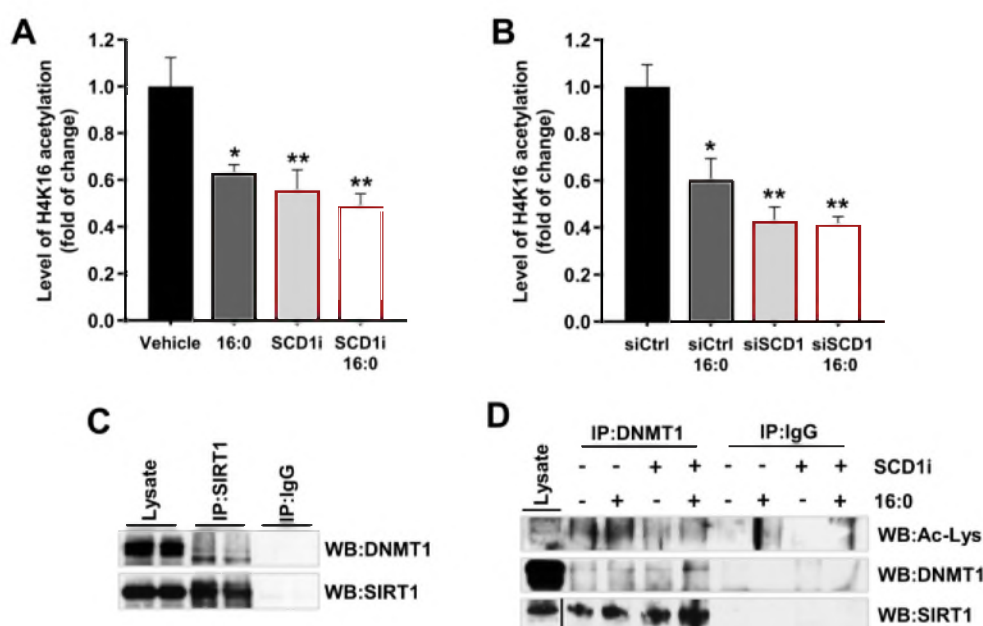 A
Level of H4K16 acetylation
(fold of change)
1.2
1.0
0.8
0.6
0.4
0.2
0.0
*
**
**
Vehicle
16:0
SCD1i
SCD1i
16:0
B
Level of H4K16 acetylation
(fold of change)
1.2
1.0
0.8
0.6
0.4
0.2
0.0
*
**
**
siCtrl
siCtrl
16:0
siSCD1
siSCD1
16:0
C
Lysate
IP:SIRT1
IP:IgG
WB:DNMT1
WB:SIRT1
D
Lysate
IP:DNMT1
IP:IgG
- - + + - - + + SCD1i
- + - + - + - + 16:0
WB:Ac-Lys
WB:DNMT1
WB:SIRT1